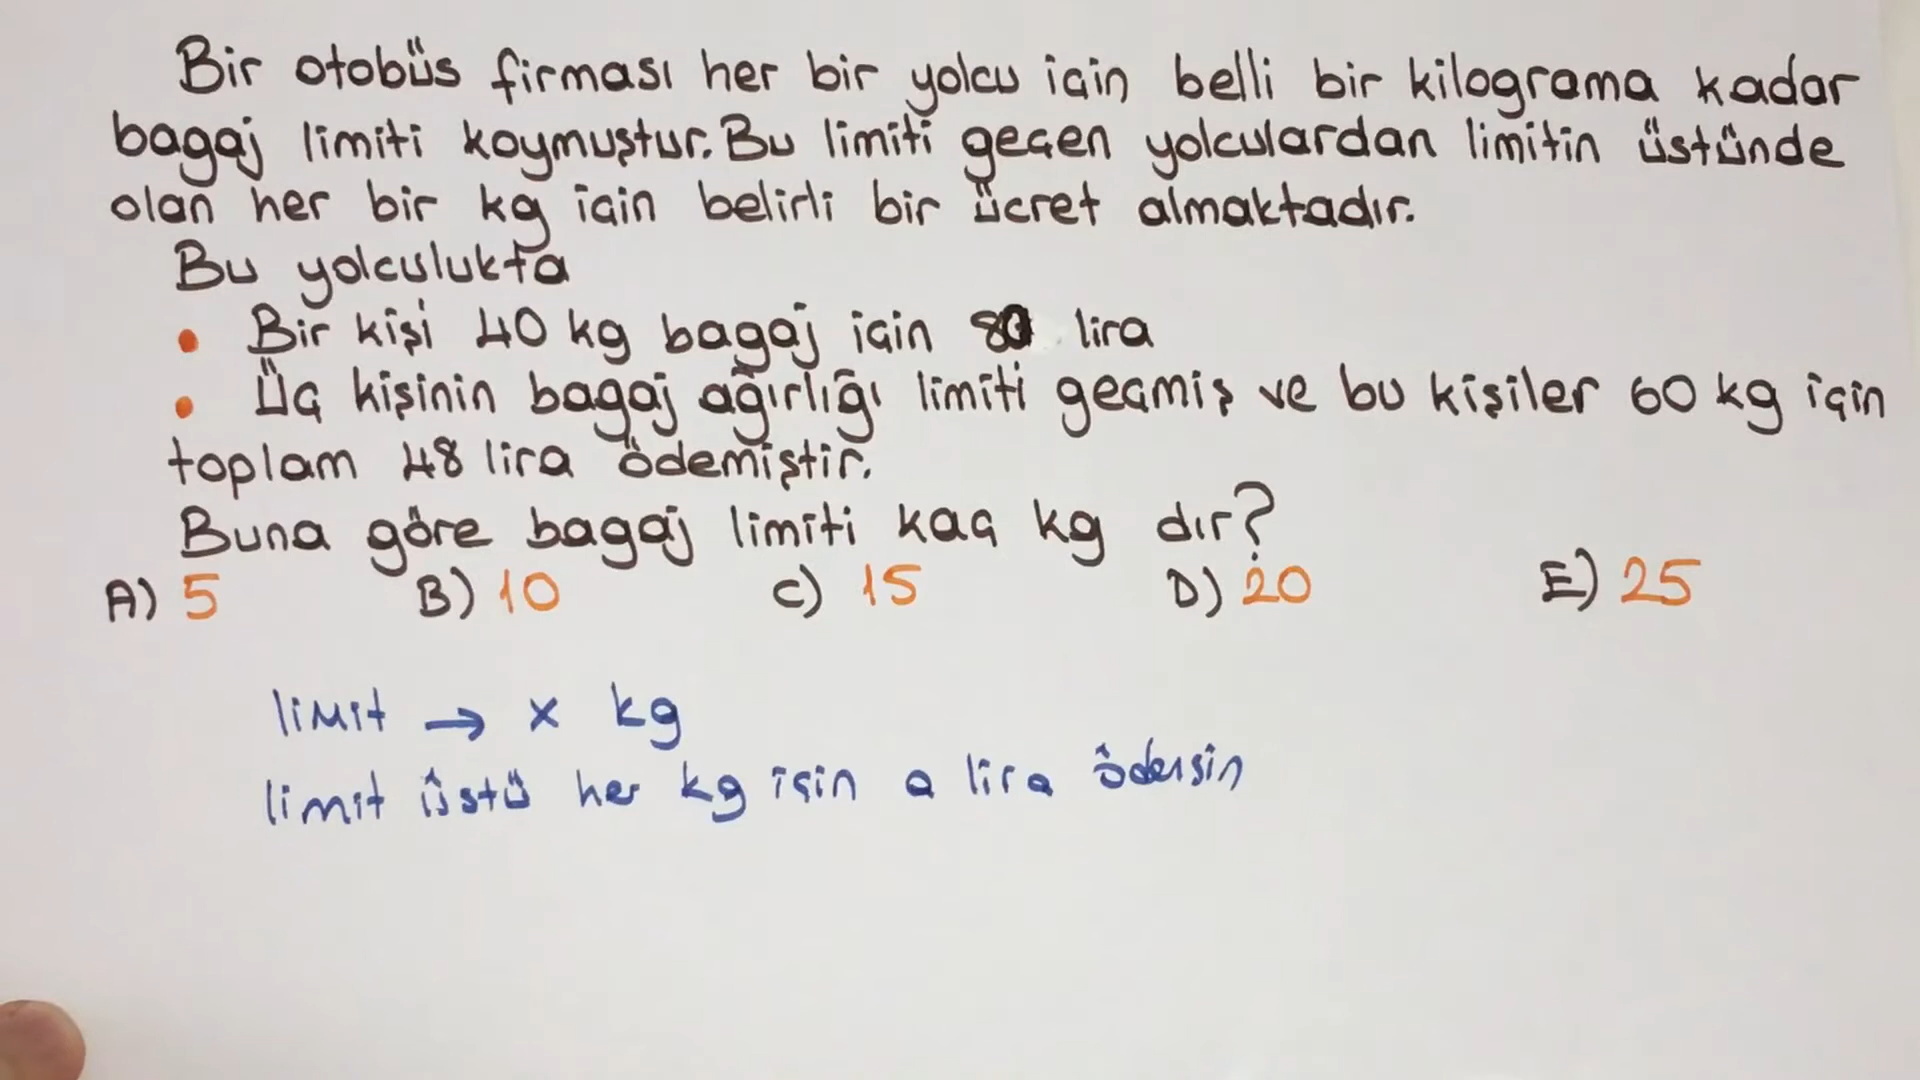 Bir otobüs firması her bir yolcu için belli bir kilograma kadar
bagaj limiti koymuştur. Bu limiti geçen yolculardan limitin üstünde
olan her bir kg için belirli bir ücret almaktadır.
Bu yolculukta
• Bir kişi 40 kg bagaj için 80 lira
• Üç kişinin bagaj ağırlığı limiti geçmiş ve bu kişiler 60 kg için
toplam 48 lira ödemiştir.
Buna göre bagaj limiti kaç kg dır?
A) 5 B) 10 C) 15 D) 20 E) 25
limit → x kg
limit üstü her kg için a lira ödersin